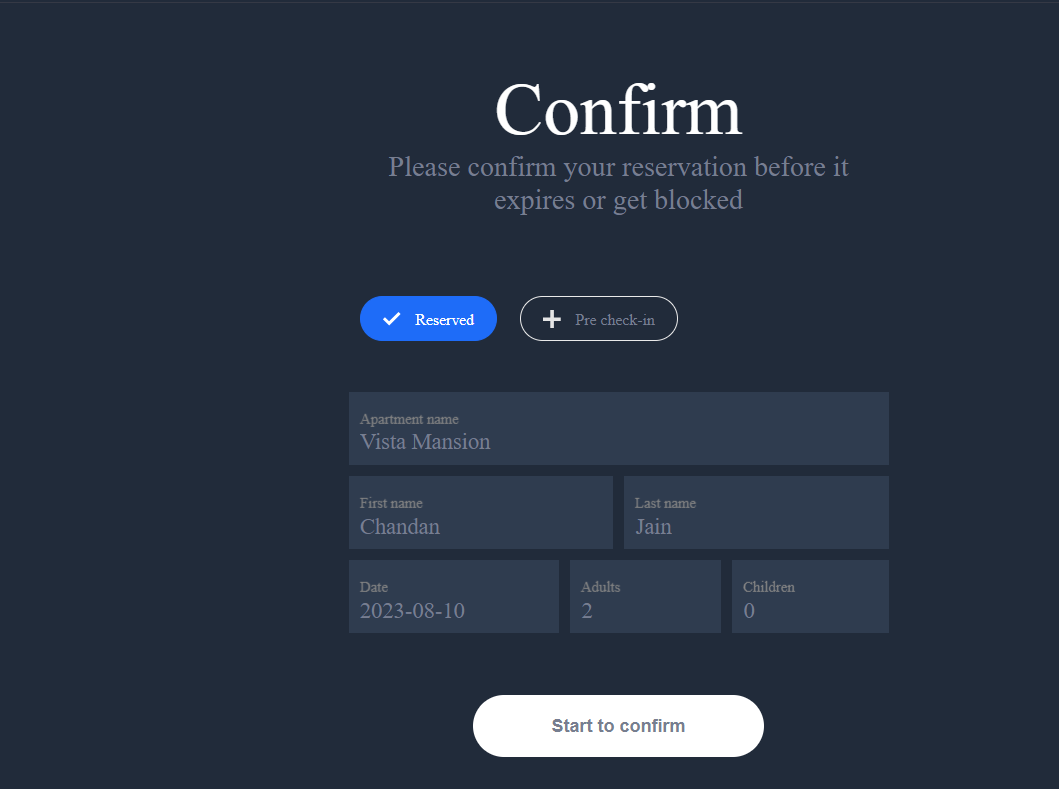 Confirm
Please confirm your reservation before it
expires or get blocked
Reserved
Pre check-in
Apartment name
Vista Mansion
First name
Last name
Chandan
Jain
Date
Adults
Children
2023-08-10
2
0
Start to confirm